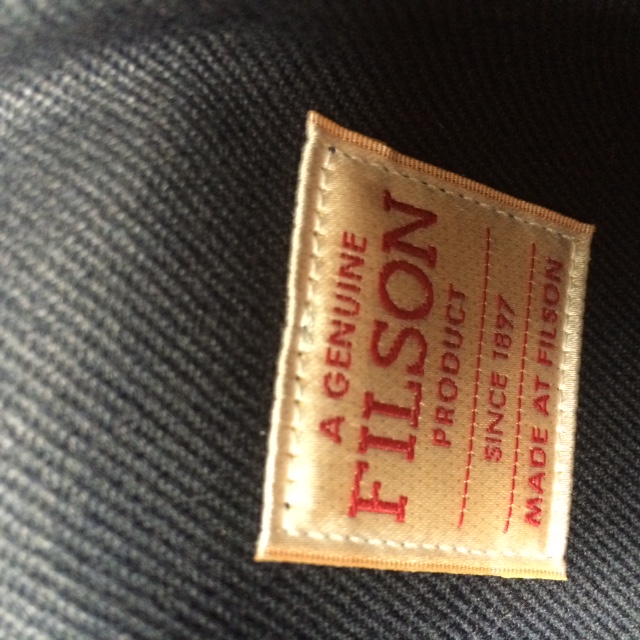 A GENUINE
FILSON
PRODUCT
SINCE 1897
MADE AT FILSON